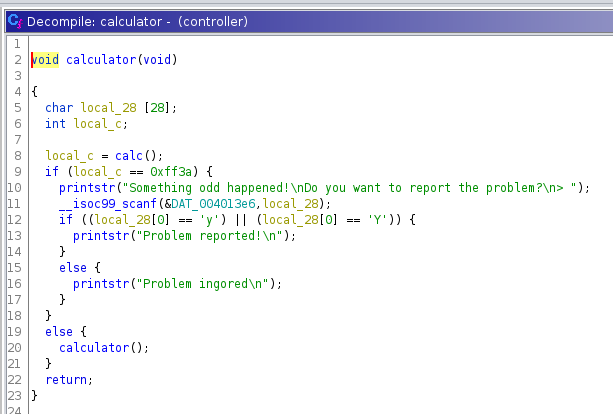 Decompile: calculator - (controller)
1
2 void calculator(void)
3
4 {
5 char local_28 [28];
6 int local_c;
7
8 local_c = calc();
9 if (local_c == 0xff3a) {
10 printstr("Something odd happened!\nDo you want to report the problem?\n> ");
11 __isoc99_scanf(&DAT_004013e6,local_28);
12 if ((local_28[0] == 'y') || (local_28[0] == 'Y')) {
13 printstr("Problem reported!\n");
14 }
15 else {
16 printstr("Problem ingored\n");
17 }
18 }
19 else {
20 calculator();
21 }
22 return;
23 }
24